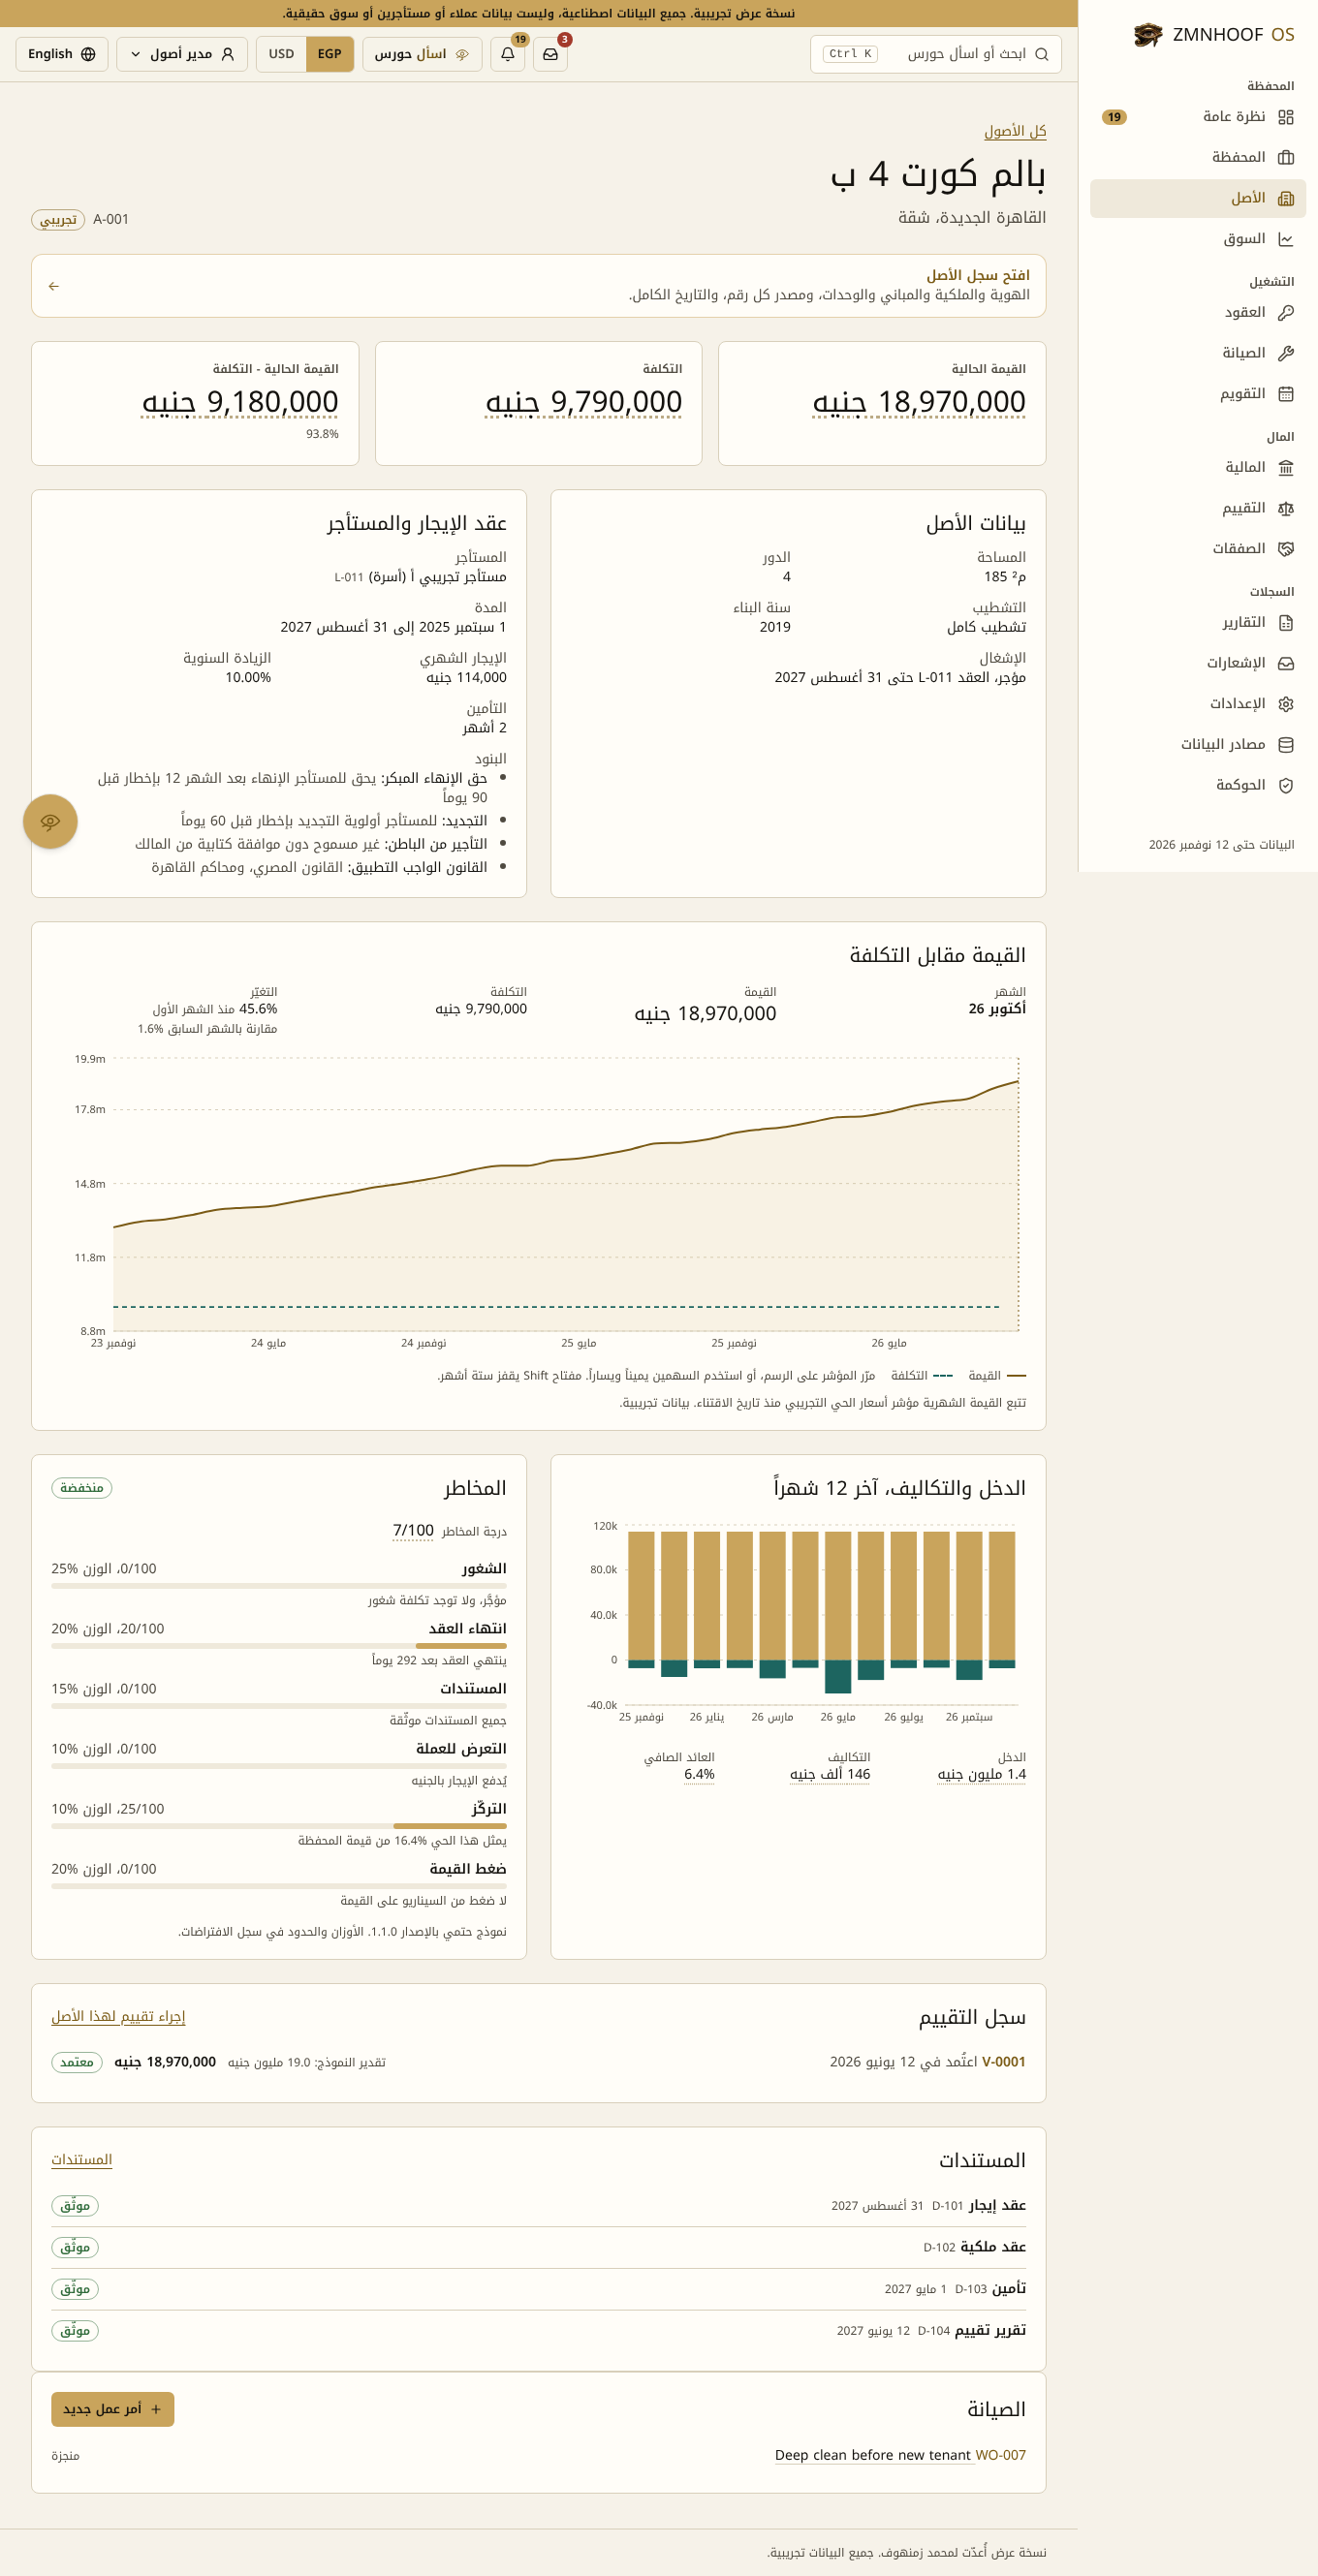 نسخة عرض تجريبية. جميع البيانات اصطناعية، وليست بيانات عملاء أو مستأجرين أو سوق حقيقية.
ZMNHOOF OS
المحفظة
نظرة عامة 19
المحفظة
الأصل
السوق
التشغيل
العقود
الصيانة
التقويم
المال
المالية
التقييم
الصفقات
السجلات
التقارير
الإشعارات
الإعدادات
مصادر البيانات
الحوكمة
البيانات حتى 12 نوفمبر 2026
ابحث أو اسأل حورس Ctrl K
3
19
اسأل حورس
EGP USD
مدير أصول
English
كل الأصول
بالم كورت 4 ب
القاهرة الجديدة، شقة
A-001 تجريبي
افتح سجل الأصل
الهوية والملكية والمباني والوحدات، ومصدر كل رقم، والتاريخ الكامل.
←
القيمة الحالية
18,970,000 جنيه
التكلفة
9,790,000 جنيه
القيمة الحالية - التكلفة
9,180,000 جنيه
93.8%
بيانات الأصل
المساحة
185 م²
الدور
4
التشطيب
تشطيب كامل
سنة البناء
2019
الإشغال
مؤجر، العقد L-011 حتى 31 أغسطس 2027
عقد الإيجار والمستأجر
المستأجر
مستأجر تجريبي أ (أسرة) L-011
المدة
1 سبتمبر 2025 إلى 31 أغسطس 2027
الإيجار الشهري
114,000 جنيه
الزيادة السنوية
10.00%
التأمين
2 أشهر
البنود
• حق الإنهاء المبكر: يحق للمستأجر الإنهاء بعد الشهر 12 بإخطار قبل
90 يوماً
• التجديد: للمستأجر أولوية التجديد بإخطار قبل 60 يوماً
• التأجير من الباطن: غير مسموح دون موافقة كتابية من المالك
• القانون الواجب التطبيق: القانون المصري، ومحاكم القاهرة
القيمة مقابل التكلفة
الشهر
أكتوبر 26
القيمة
18,970,000 جنيه
التكلفة
9,790,000 جنيه
التغيّر
45.6% منذ الشهر الأول
مقارنة بالشهر السابق 1.6%
19.9m
17.8m
14.8m
11.8m
8.8m
نوفمبر 23
مايو 24
نوفمبر 24
مايو 25
نوفمبر 25
مايو 26
القيمة
التكلفة
مرّر المؤشر على الرسم، أو استخدم السهمين يميناً ويساراً. مفتاح Shift يقفز ستة أشهر.
تتبع القيمة الشهرية مؤشر أسعار الحي التجريبي منذ تاريخ الاقتناء. بيانات تجريبية.
الدخل والتكاليف، آخر 12 شهراً
120k
80.0k
40.0k
0
-40.0k
نوفمبر 25
يناير 26
مارس 26
مايو 26
يوليو 26
سبتمبر 26
الدخل
1.4 مليون جنيه
التكاليف
146 ألف جنيه
العائد الصافي
6.4%
المخاطر
منخفضة
درجة المخاطر 7/100
الشغور
0/100، الوزن 25%
مؤجَّر، ولا توجد تكلفة شغور
انتهاء العقد
20/100، الوزن 20%
ينتهي العقد بعد 292 يوماً
المستندات
0/100، الوزن 15%
جميع المستندات موثّقة
التعرض للعملة
0/100، الوزن 10%
يُدفع الإيجار بالجنيه
التركّز
25/100، الوزن 10%
يمثل هذا الحي 16.4% من قيمة المحفظة
ضغط القيمة
0/100، الوزن 20%
لا ضغط من السيناريو على القيمة
نموذج حتمي بالإصدار 1.1.0. الأوزان والحدود في سجل الافتراضات.
سجل التقييم
إجراء تقييم لهذا الأصل
V-0001 اعتُمد في 12 يونيو 2026
تقدير النموذج: 19.0 مليون جنيه 18,970,000 جنيه معتمد
المستندات
المستندات
عقد إيجار D-101 31 أغسطس 2027 موثّق
عقد ملكية D-102 موثّق
تأمين D-103 1 مايو 2027 موثّق
تقرير تقييم D-104 12 يونيو 2027 موثّق
الصيانة
+ أمر عمل جديد
WO-007 Deep clean before new tenant
منجزة
نسخة عرض أُعدّت لمحمد زمنهوف. جميع البيانات تجريبية.